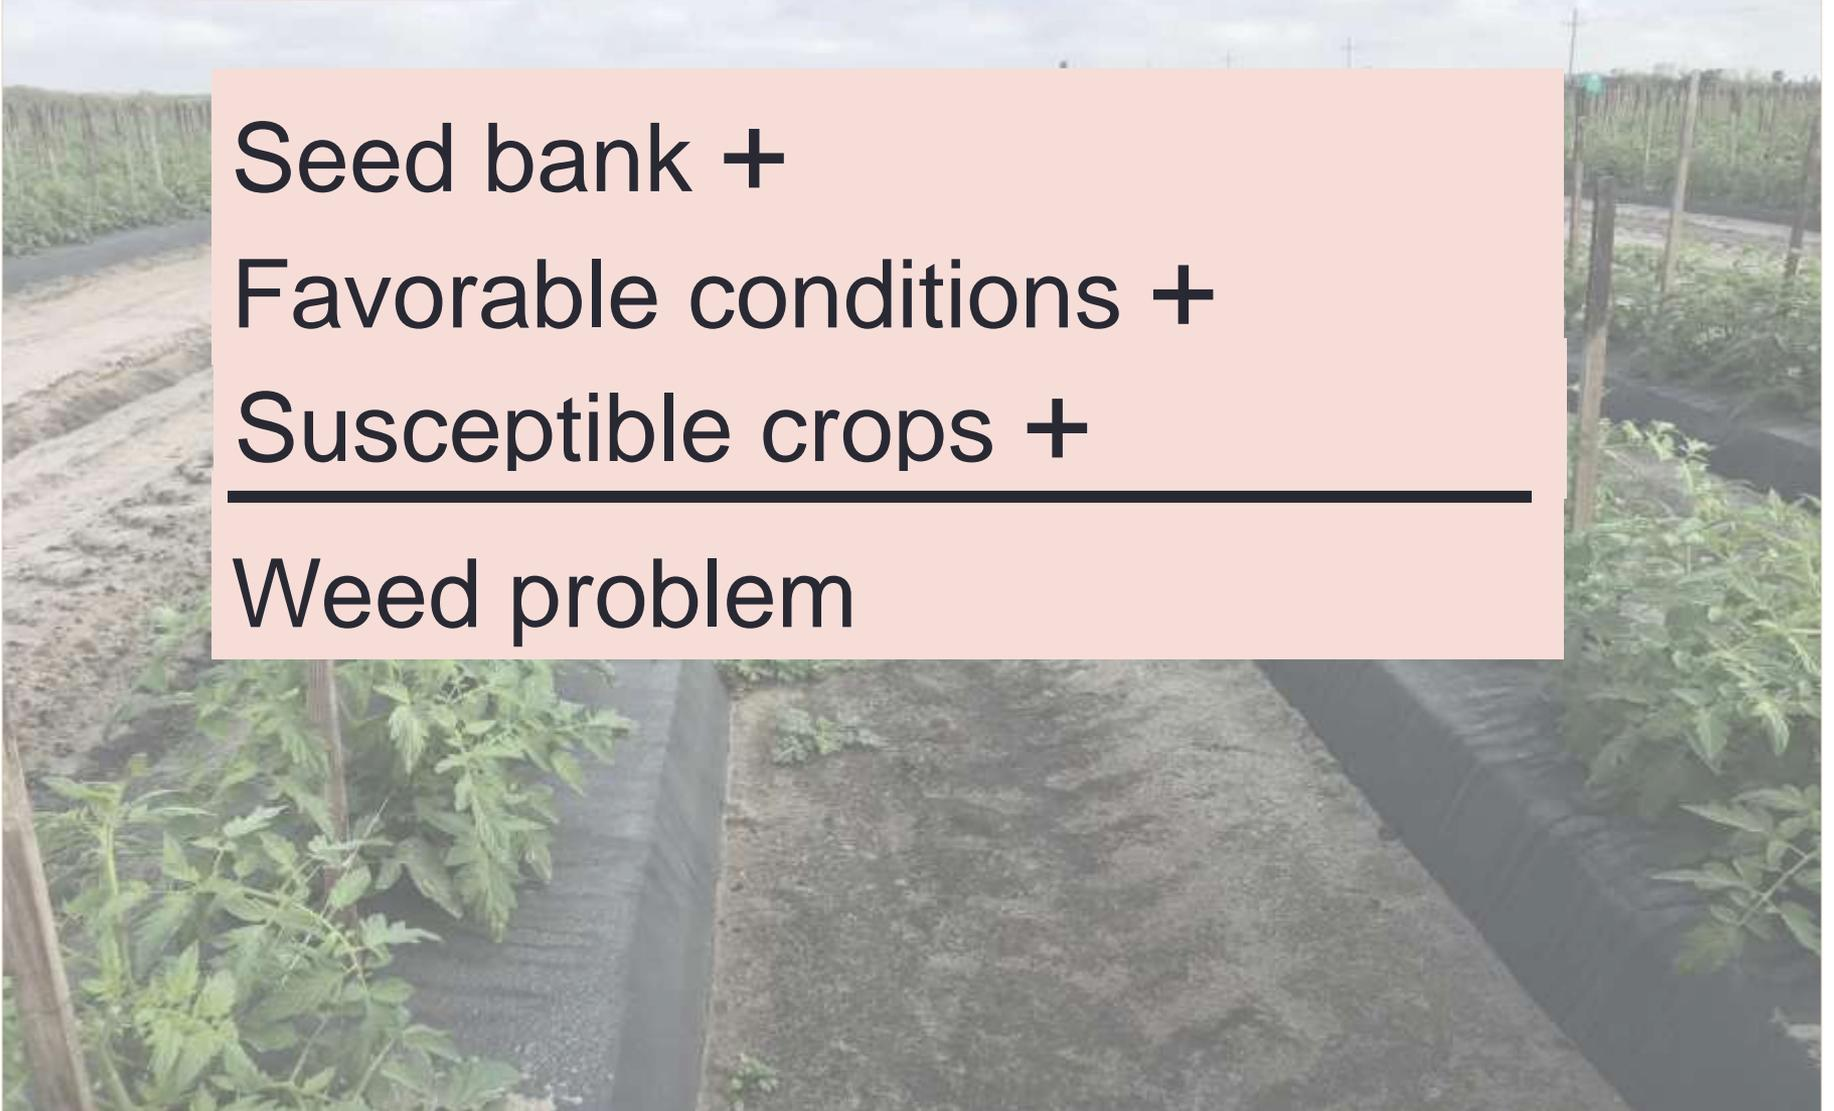 Seed bank +
Favorable conditions +
Susceptible crops +
Weed problem